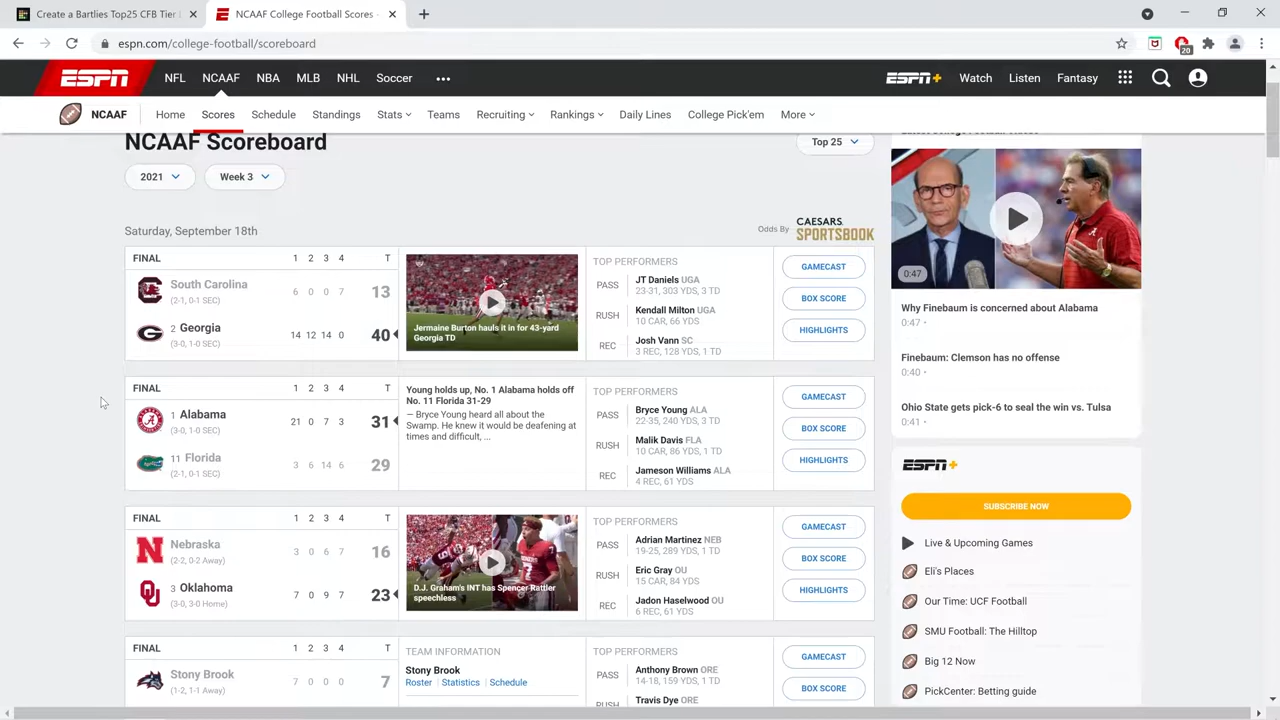 Create a Bartlies Top25 CFB Tier
NCAAF College Football Scores -
espn.com/college-football/scoreboard
20
ESPN
NFL
NCAAF
NBA
MLB
NHL
Soccer
ESPN+
Watch
Listen
Fantasy
NCAAF
Home
Scores
Schedule
Standings
Stats
Teams
Recruiting
Rankings
Daily Lines
College Pick'em
More
NCAAF Scoreboard
Top 25
2021
Week 3
Saturday, September 18th
Odds By
CAESARS
SPORTSBOOK
FINAL 1 2 3 4 T
South Carolina 6 0 0 7 13
(2-1, 0-1 SEC)
2 Georgia 14 12 14 0 40
(3-0, 1-0 SEC)
Jermaine Burton hauls it in for 43-yard
Georgia TD
TOP PERFORMERS
PASS
JT Daniels UGA
23-31, 303 YDS, 3 TD
RUSH
Kendall Milton UGA
10 CAR, 66 YDS
REC
Josh Vann SC
3 REC, 128 YDS, 1 TD
GAMECAST
BOX SCORE
HIGHLIGHTS
FINAL 1 2 3 4 T
1 Alabama 21 0 7 3 31
(3-0, 1-0 SEC)
11 Florida 3 6 14 6 29
(2-1, 0-1 SEC)
Young holds up, No. 1 Alabama holds off
No. 11 Florida 31-29
— Bryce Young heard all about the
Swamp. He knew it would be deafening at
times and difficult, ...
TOP PERFORMERS
PASS
Bryce Young ALA
22-35, 240 YDS, 3 TD
RUSH
Malik Davis FLA
10 CAR, 86 YDS, 1 TD
REC
Jameson Williams ALA
4 REC, 61 YDS
GAMECAST
BOX SCORE
HIGHLIGHTS
FINAL 1 2 3 4 T
Nebraska 3 0 6 7 16
(2-2, 0-2 Away)
3 Oklahoma 7 0 9 7 23
(3-0, 3-0 Home)
D.J. Graham's INT has Spencer Rattler
speechless
TOP PERFORMERS
PASS
Adrian Martinez NEB
19-25, 289 YDS, 1 TD
RUSH
Eric Gray OU
15 CAR, 84 YDS
REC
Jadon Haselwood OU
6 REC, 61 YDS
GAMECAST
BOX SCORE
HIGHLIGHTS
FINAL 1 2 3 4 T
Stony Brook 7 0 0 0 7
(1-2, 1-1 Away)
TEAM INFORMATION
Stony Brook
Roster | Statistics | Schedule
TOP PERFORMERS
PASS
Anthony Brown ORE
14-18, 159 YDS, 1 TD
RUSH
Travis Dye ORE
GAMECAST
BOX SCORE
0:47
Why Finebaum is concerned about Alabama
0:47
Finebaum: Clemson has no offense
0:40
Ohio State gets pick-6 to seal the win vs. Tulsa
0:41
ESPN+
SUBSCRIBE NOW
Live & Upcoming Games
Eli's Places
Our Time: UCF Football
SMU Football: The Hilltop
Big 12 Now
PickCenter: Betting guide